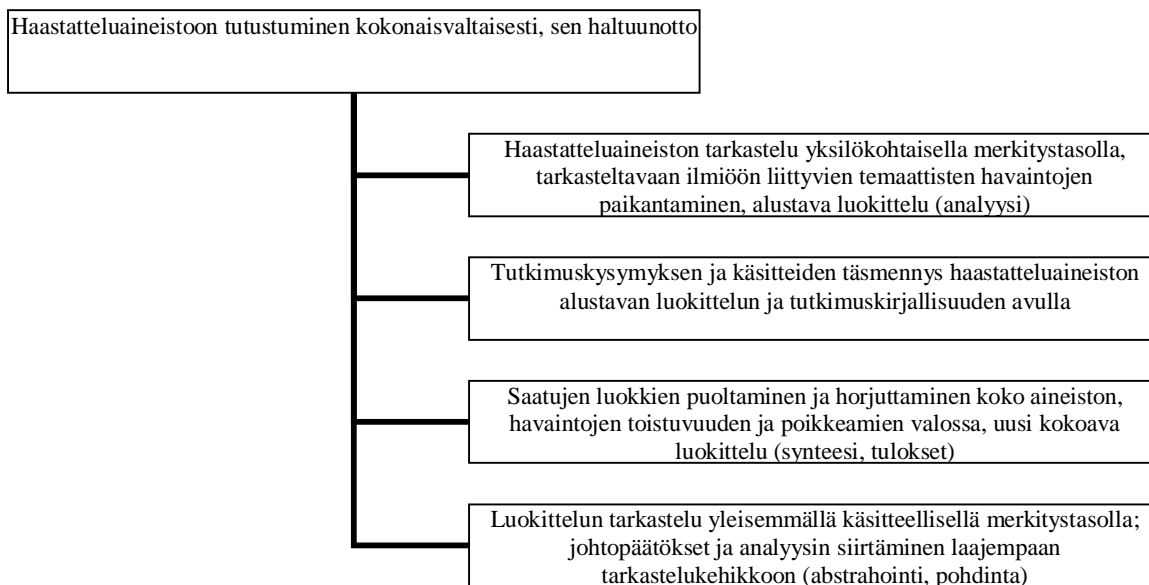 Haastatteluaineistoon tutustuminen kokonaisvaltaisesti, sen haltuunotto
Haastatteluaineiston tarkastelu yksilökohtaisella merkitystasolla,
tarkasteltavaan ilmiöön liittyvien temaattisten havaintojen
paikantaminen, alustava luokittelu (analyysi)
Tutkimuskysymyksen ja käsitteiden täsmennys haastatteluaineiston
alustavan luokittelun ja tutkimuskirjallisuuden avulla
Saatujen luokkien puoltaminen ja horjuttaminen koko aineiston,
havaintojen toistuvuuden ja poikkeamien valossa, uusi kokoava
luokittelu (synteesi, tulokset)
Luokittelun tarkastelu yleisemmällä käsitteellisellä merkitystasolla;
johtopäätökset ja analyysin siirtäminen laajempaan
tarkastelukehikkoon (abstrahointi, pohdinta)